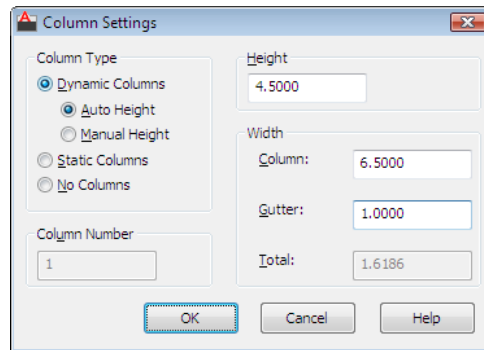 Column Settings
Column Type
Dynamic Columns
Auto Height
Manual Height
Static Columns
No Columns
Column Number
1
Height
4.5000
Width
Column: 6.5000
Gutter: 1.0000
Total: 1.6186
OK Cancel Help